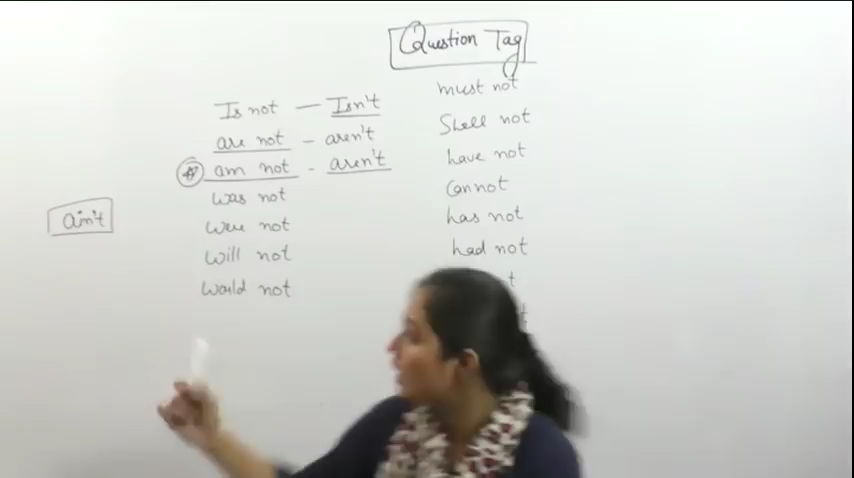 Question Tag
Is not — Isn't
are not - aren't
am not - aren't
was not
were not
will not
would not
ain't
must not
Shell not
have not
Cannot
has not
had not